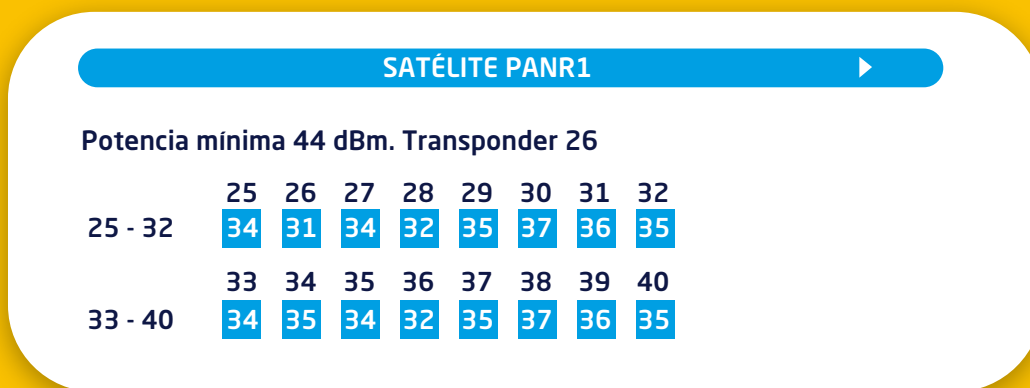 SATÉLITE PANR1
Potencia mínima 44 dBm. Transponder 26
25 26 27 28 29 30 31 32
25 - 32 34 31 34 32 35 37 36 35
33 34 35 36 37 38 39 40
33 - 40 34 35 34 32 35 37 36 35